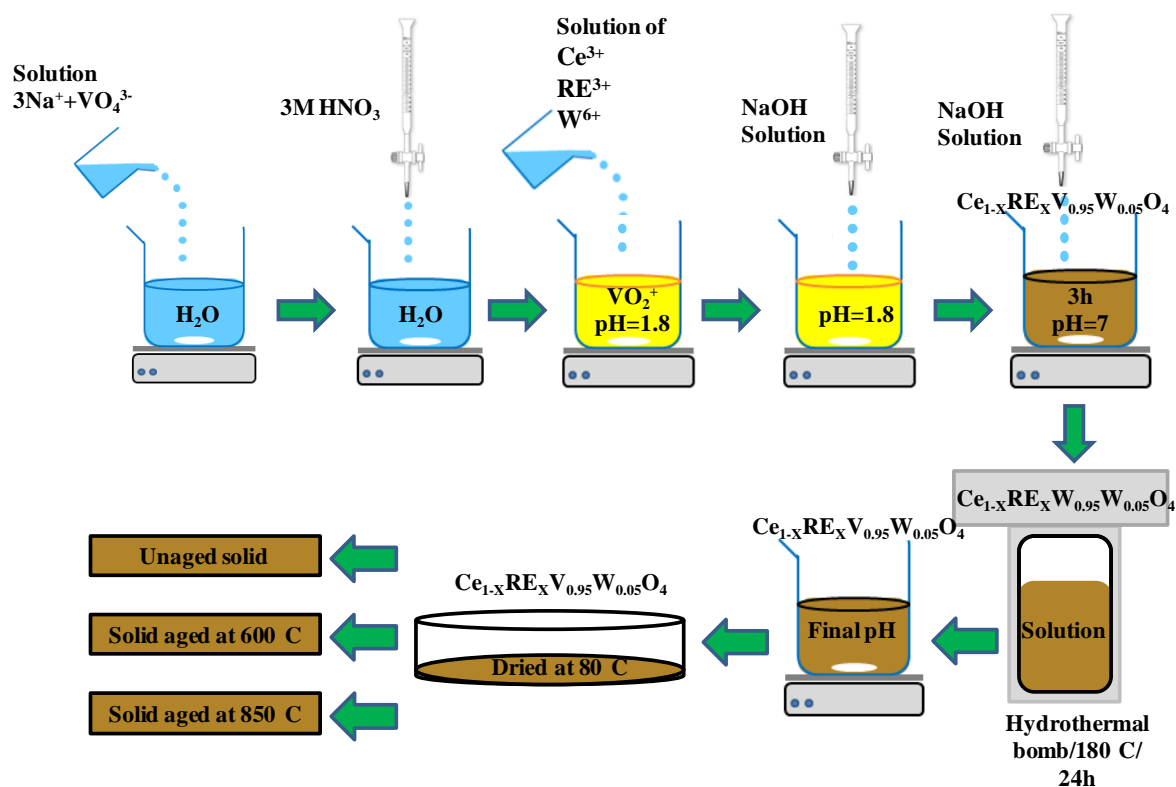 Solution
3Na⁺+VO₄³⁻
H₂O
3M HNO₃
H₂O
Solution of
Ce³⁺
RE³⁺
W⁶⁺
VO₂⁺
pH=1.8
NaOH
Solution
pH=1.8
NaOH
Solution
Ce₁₋ₓREₓV₀.₉₅W₀.₀₅O₄
3h
pH=7
Ce₁₋ₓREₓW₀.₉₅W₀.₀₅O₄
Solution
Hydrothermal
bomb/180 C/
24h
Ce₁₋ₓREₓV₀.₉₅W₀.₀₅O₄
Final pH
Ce₁₋ₓREₓV₀.₉₅W₀.₀₅O₄
Dried at 80 C
Unaged solid
Solid aged at 600 C
Solid aged at 850 C